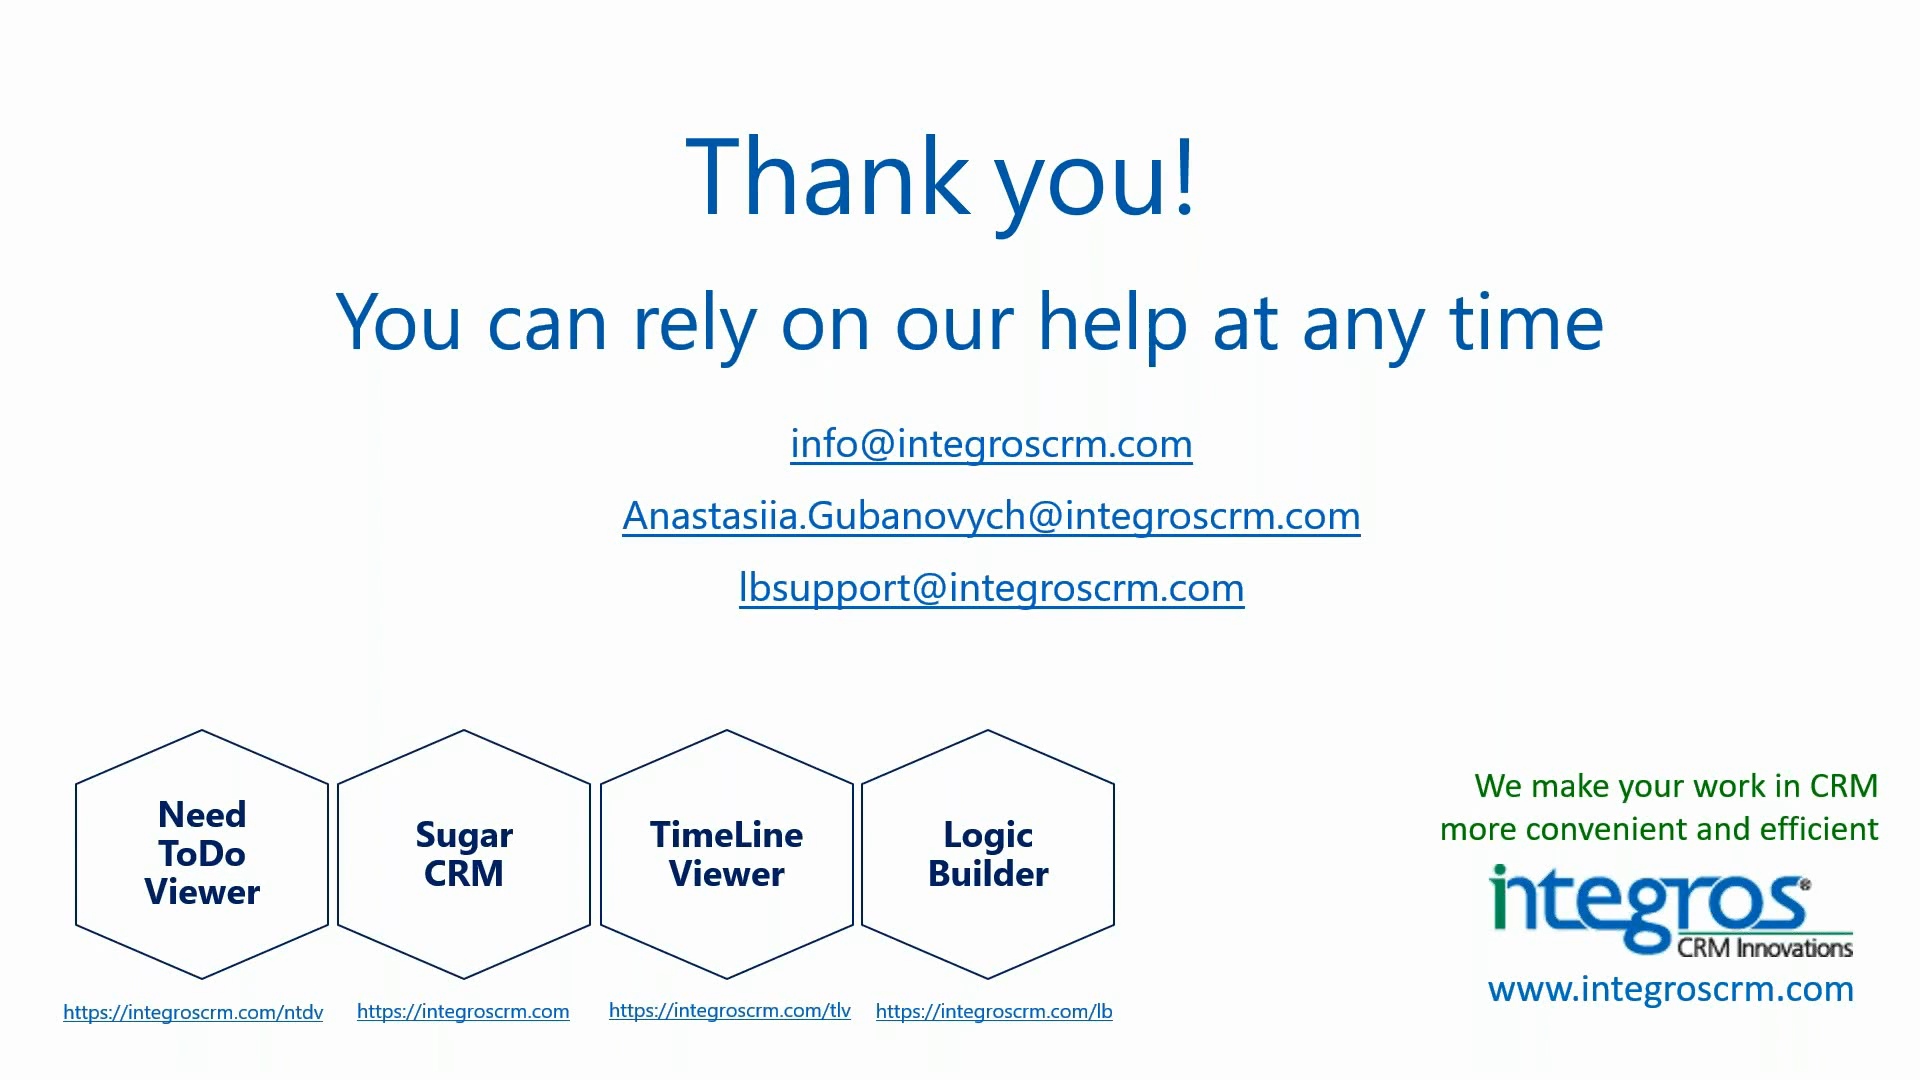 Thank you!
You can rely on our help at any time
info@integroscrm.com
Anastasiia.Gubanovych@integroscrm.com
lbsupport@integroscrm.com
Need
ToDo
Viewer
https://integroscrm.com/ntdv
Sugar
CRM
https://integroscrm.com
TimeLine
Viewer
https://integroscrm.com/tlv
Logic
Builder
https://integroscrm.com/lb
We make your work in CRM
more convenient and efficient
integros®
CRM Innovations
www.integroscrm.com